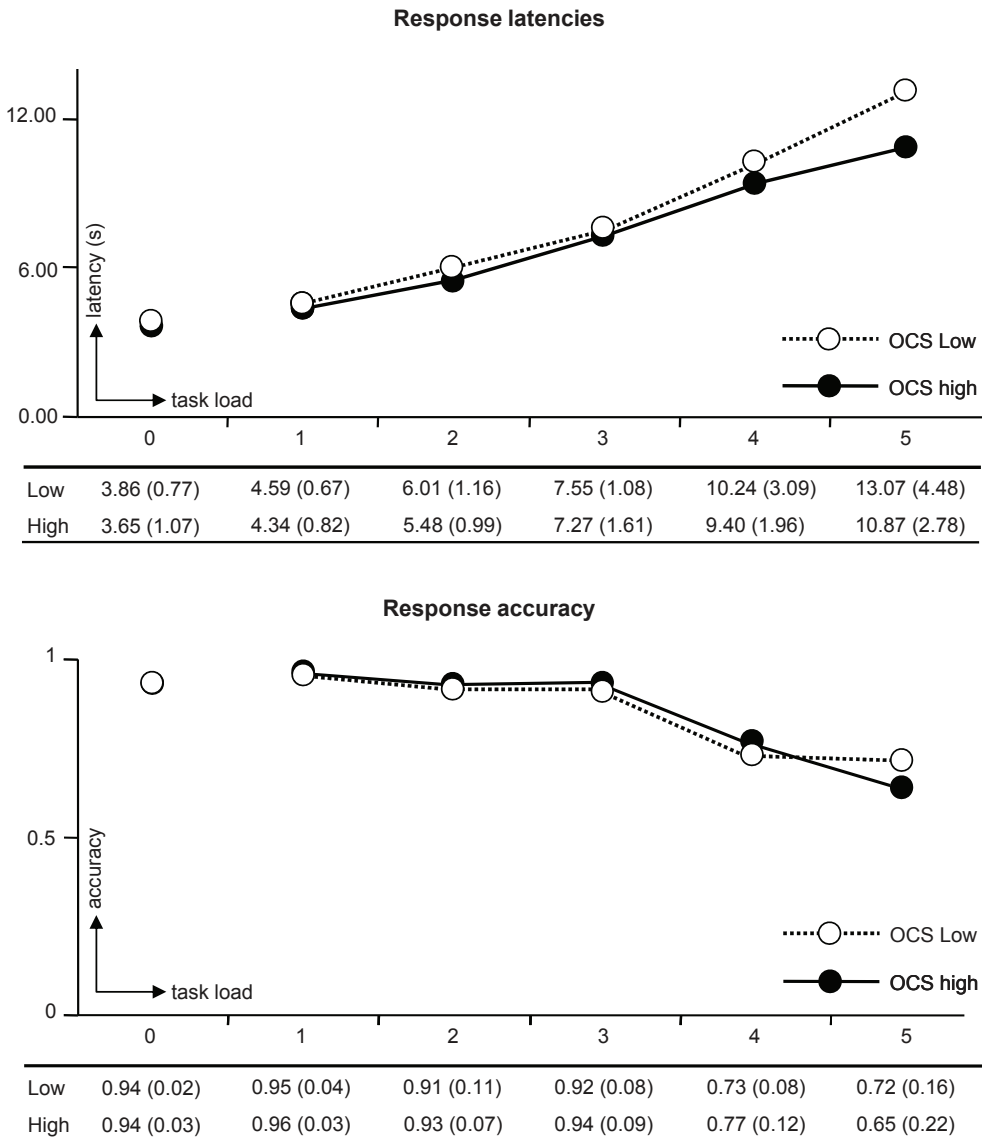 Response latencies
12.00
6.00
0.00
latency (s)
task load
OCS Low
OCS high
0 1 2 3 4 5
Low 3.86 (0.77) 4.59 (0.67) 6.01 (1.16) 7.55 (1.08) 10.24 (3.09) 13.07 (4.48)
High 3.65 (1.07) 4.34 (0.82) 5.48 (0.99) 7.27 (1.61) 9.40 (1.96) 10.87 (2.78)
Response accuracy
1
0.5
0
accuracy
task load
OCS Low
OCS high
0 1 2 3 4 5
Low 0.94 (0.02) 0.95 (0.04) 0.91 (0.11) 0.92 (0.08) 0.73 (0.08) 0.72 (0.16)
High 0.94 (0.03) 0.96 (0.03) 0.93 (0.07) 0.94 (0.09) 0.77 (0.12) 0.65 (0.22)